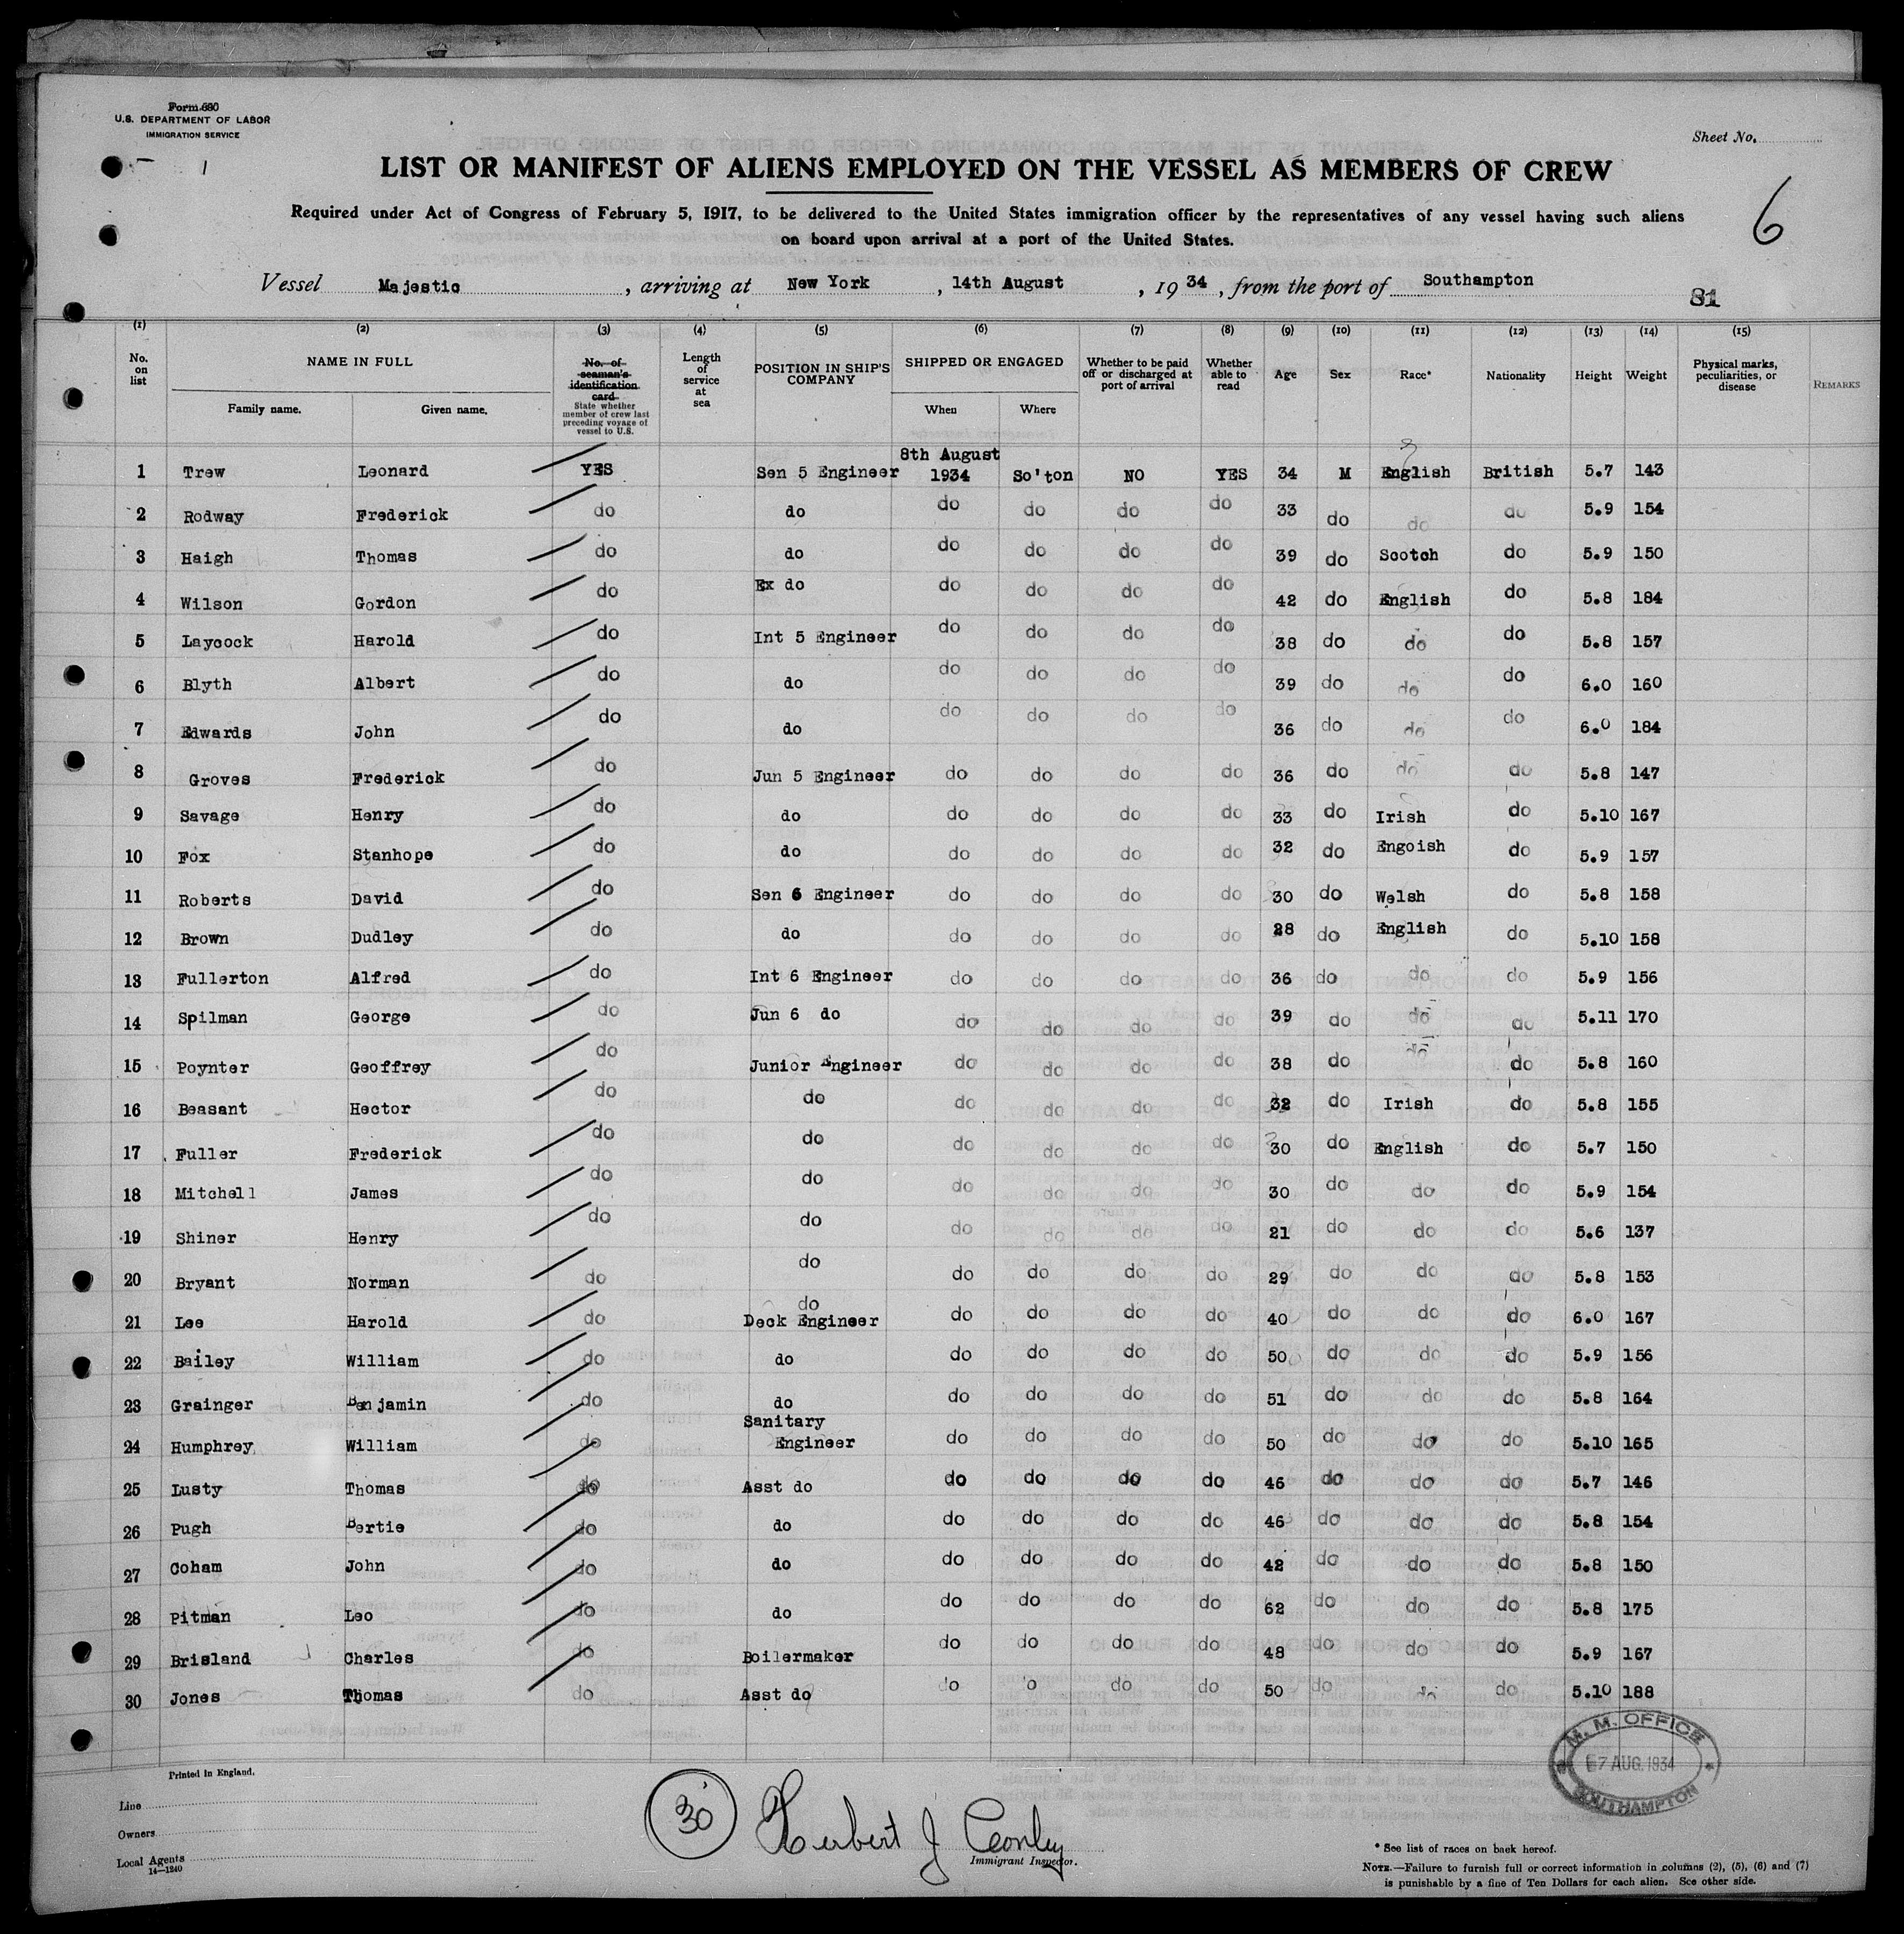 Form 680
U.S. DEPARTMENT OF LABOR
IMMIGRATION SERVICE
Sheet No.
1
LIST OR MANIFEST OF ALIENS EMPLOYED ON THE VESSEL AS MEMBERS OF CREW
Required under Act of Congress of February 5, 1917, to be delivered to the United States immigration officer by the representatives of any vessel having such aliens
on board upon arrival at a port of the United States.
6
Vessel Majestic, arriving at New York, 14th August, 1934, from the port of Southampton
81
(1) (2) (3) (4) (5) (6) (7) (8) (9) (10) (11) (12) (13) (14) (15)
No. on list NAME IN FULL Family name. Given name. No. of seaman's identification card State whether member of crew last preceding voyage of vessel to U.S. Length of service at sea POSITION IN SHIP'S COMPANY SHIPPED OR ENGAGED When Where Whether to be paid off or discharged at port of arrival Whether able to read Age Sex Race* Nationality Height Weight Physical marks, peculiarities, or disease REMARKS
1 Trew Leonard YES Sen 5 Engineer 8th August 1934 So'ton NO YES 34 M English British 5.7 143
2 Rodway Frederick do do do do do do 33 do do do 5.9 154
3 Haigh Thomas do do do do do do 39 do Scotch do 5.9 150
4 Wilson Gordon do Ex do do do do do 42 do English do 5.8 184
5 Laycock Harold do Int 5 Engineer do do do do 38 do do do 5.8 157
6 Blyth Albert do do do do do do 39 do do do 6.0 160
7 Edwards John do do do do do do 36 do do do 6.0 184
8 Groves Frederick do Jun 5 Engineer do do do do 36 do do do 5.8 147
9 Savage Henry do do do do do do 33 do Irish do 5.10 167
10 Fox Stanhope do do do do do do 32 do Engoish do 5.9 157
11 Roberts David do Sen 6 Engineer do do do do 30 do Welsh do 5.8 158
12 Brown Dudley do do do do do do 28 do English do 5.10 158
13 Fullerton Alfred do Int 6 Engineer do do do do 36 do do do 5.9 156
14 Spilman George do Jun 6 do do do do do 39 do do do 5.11 170
15 Poynter Geoffrey do Junior Engineer do do do do 38 do do do 5.8 160
16 Beasant Hector do do do do do do 32 do Irish do 5.8 155
17 Fuller Frederick do do do do do do 30 do English do 5.7 150
18 Mitchell James do do do do do do 30 do do do 5.9 154
19 Shiner Henry do do do do do do 21 do do do 5.6 137
20 Bryant Norman do do do do do do 29 do do do 5.8 153
21 Lee Harold do do Deck Engineer do do do do 40 do do do 6.0 167
22 Bailey William do do do do do do 50 do do do 5.9 156
23 Grainger Benjamin do do do do do do 51 do do do 5.8 164
24 Humphrey William do Sanitary Engineer do do do do 50 do do do 5.10 165
25 Lusty Thomas do Asst do do do do do 46 do do do 5.7 146
26 Pugh Bertie do do do do do do 46 do do do 5.8 154
27 Coham John do do do do do do 42 do do do 5.8 150
28 Pitman Leo do do do do do do 62 do do do 5.8 175
29 Brisland Charles do Boilermaker do do do do 48 do do do 5.9 167
30 Jones Thomas do Asst do do o do do 50 do do do 5.10 188
M. M. OFFICE
7 AUG. 1934
SOUTHAMPTON
Printed in England.
Line
Owners
Local Agents
14—1240
30
Herbert J
Immigrant Inspector.
* See list of races on back hereof.
NOTE.—Failure to furnish full or correct information in columns (2), (5), (6) and (7)
is punishable by a fine of Ten Dollars for each alien. See other side.